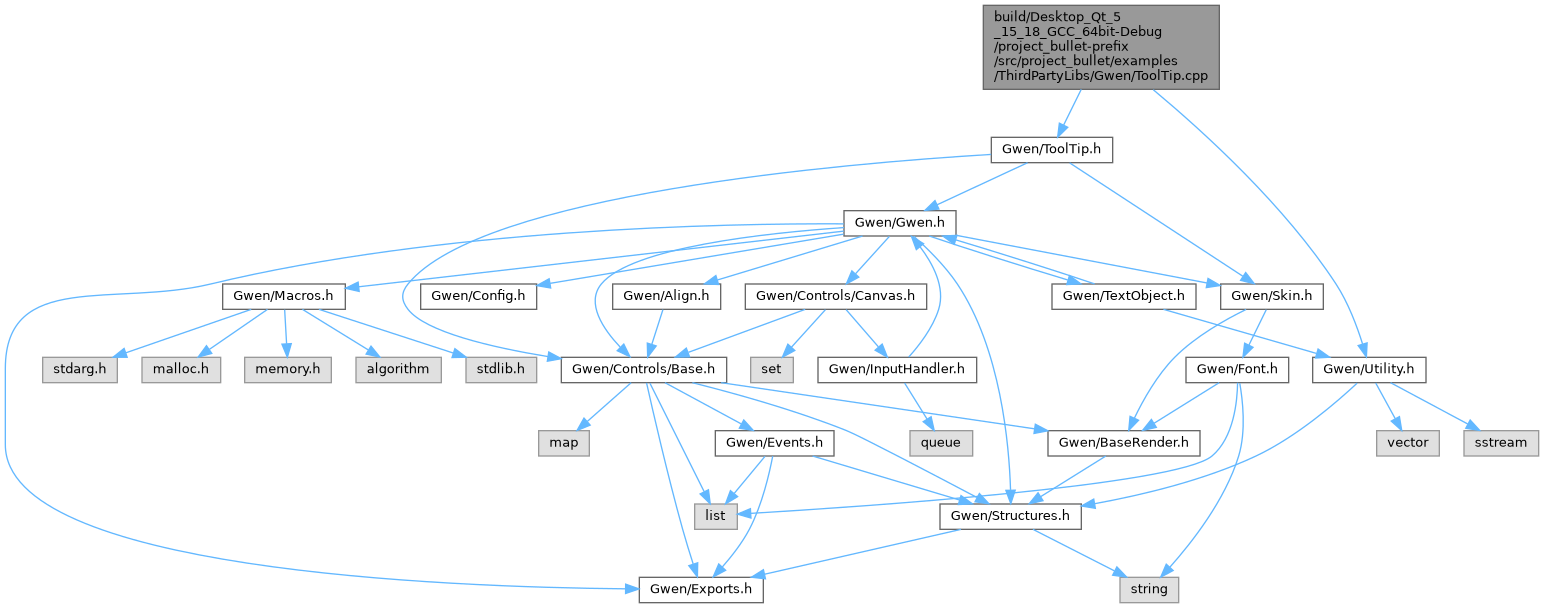 build/Desktop_Qt_5
_15_18_GCC_64bit-Debug
/project_bullet-prefix
/src/project_bullet/examples
/ThirdPartyLibs/Gwen/ToolTip.cpp
Gwen/ToolTip.h
Gwen/Gwen.h
Gwen/Macros.h
Gwen/Config.h
Gwen/Align.h
Gwen/Controls/Canvas.h
Gwen/TextObject.h
Gwen/Skin.h
stdarg.h
malloc.h
memory.h
algorithm
stdlib.h
Gwen/Controls/Base.h
set
Gwen/InputHandler.h
Gwen/Font.h
Gwen/Utility.h
map
Gwen/Events.h
queue
Gwen/BaseRender.h
vector
sstream
list
Gwen/Structures.h
Gwen/Exports.h
string